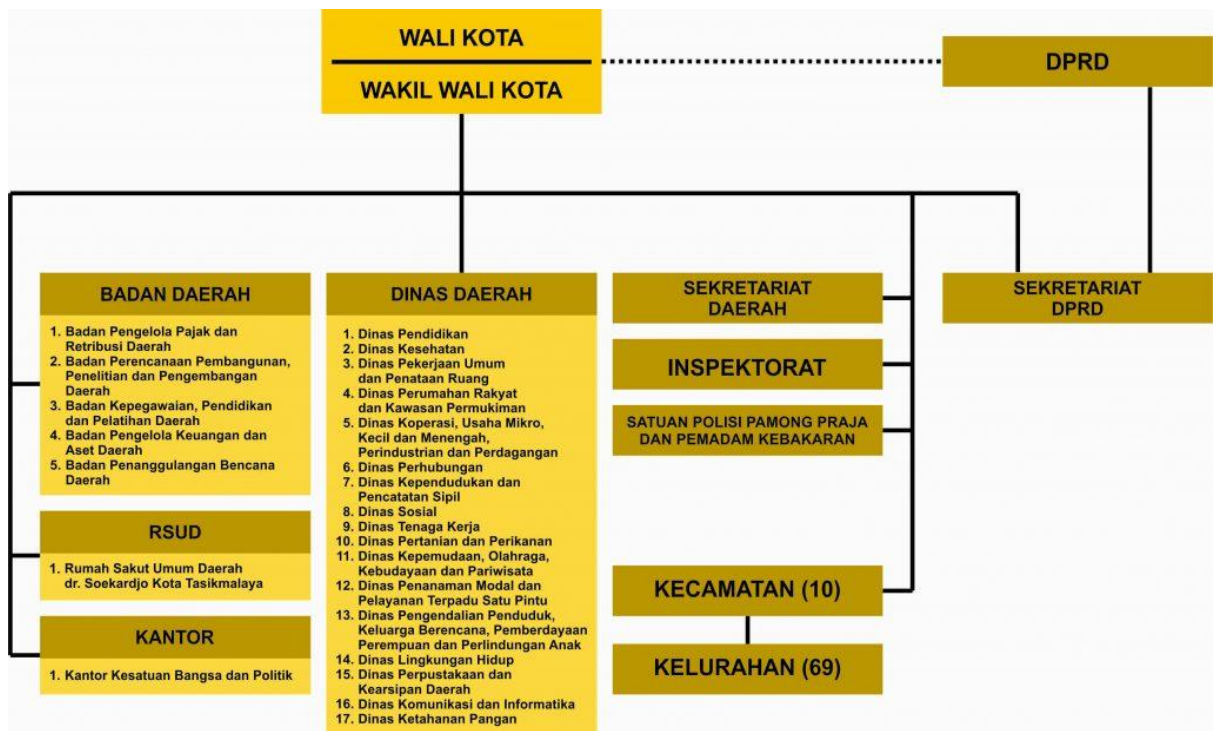 WALI KOTA
WAKIL WALI KOTA
DPRD
BADAN DAERAH
1. Badan Pengelola Pajak dan
Retribusi Daerah
2. Badan Perencanaan Pembangunan,
Penelitian dan Pengembangan
Daerah
3. Badan Kepegawaian, Pendidikan
dan Pelatihan Daerah
4. Badan Pengelola Keuangan dan
Aset Daerah
5. Badan Penanggulangan Bencana
Daerah
RSUD
1. Rumah Sakut Umum Daerah
dr. Soekardjo Kota Tasikmalaya
KANTOR
1. Kantor Kesatuan Bangsa dan Politik
DINAS DAERAH
1. Dinas Pendidikan
2. Dinas Kesehatan
3. Dinas Pekerjaan Umum
dan Penataan Ruang
4. Dinas Perumahan Rakyat
dan Kawasan Permukiman
5. Dinas Koperasi, Usaha Mikro,
Kecil dan Menengah,
Perindustrian dan Perdagangan
6. Dinas Perhubungan
7. Dinas Kependudukan dan
Pencatatan Sipil
8. Dinas Sosial
9. Dinas Tenaga Kerja
10. Dinas Pertanian dan Perikanan
11. Dinas Kepemudaan, Olahraga,
Kebudayaan dan Pariwisata
12. Dinas Penanaman Modal dan
Pelayanan Terpadu Satu Pintu
13. Dinas Pengendalian Penduduk,
Keluarga Berencana, Pemberdayaan
Perempuan dan Perlindungan Anak
14. Dinas Lingkungan Hidup
15. Dinas Perpustakaan dan
Kearsipan Daerah
16. Dinas Komunikasi dan Informatika
17. Dinas Ketahanan Pangan
SEKRETARIAT
DAERAH
INSPEKTORAT
SATUAN POLISI PAMONG PRAJA
DAN PEMADAM KEBAKARAN
KECAMATAN (10)
KELURAHAN (69)
SEKRETARIAT
DPRD